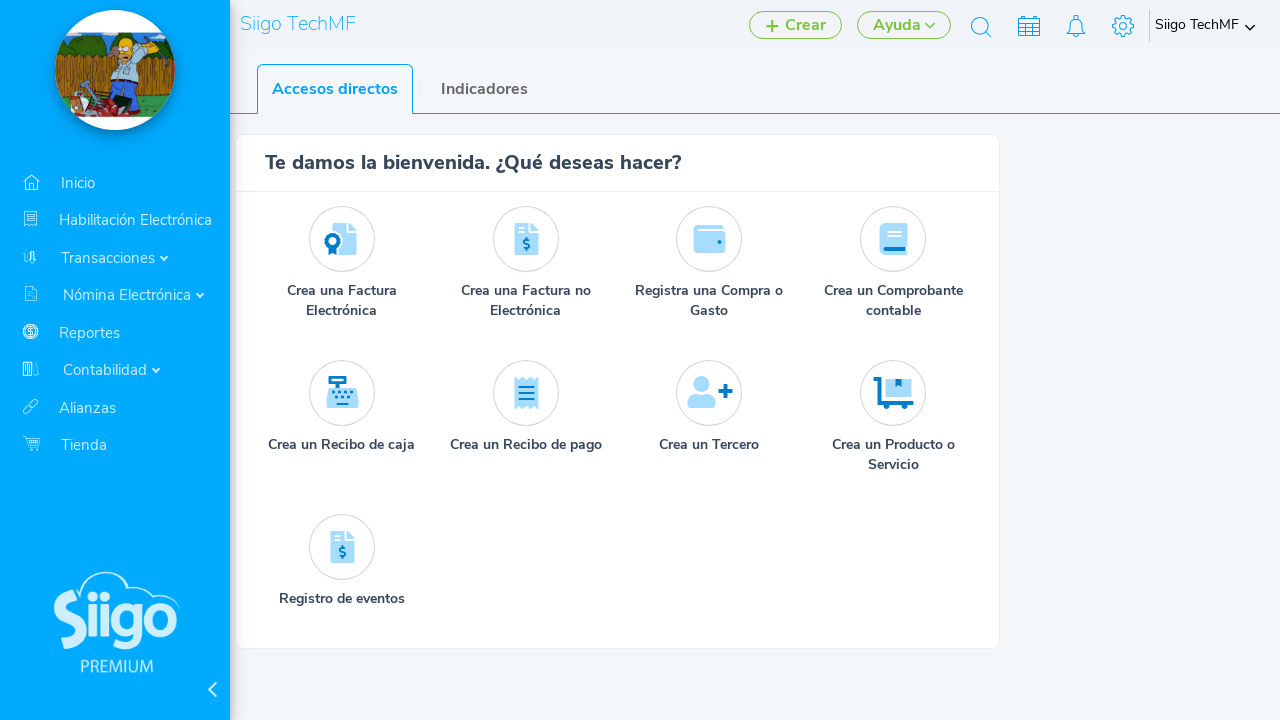 Siigo TechMF
Crear
Ayuda
Siigo TechMF
Accesos directos
Indicadores
Inicio
Habilitación Electrónica
Transacciones
Nómina Electrónica
Reportes
Contabilidad
Alianzas
Tienda
Siigo
PREMIUM
Te damos la bienvenida. ¿Qué deseas hacer?
Crea una Factura
Electrónica
Crea una Factura no
Electrónica
Registra una Compra o
Gasto
Crea un Comprobante
contable
Crea un Recibo de caja
Crea un Recibo de pago
Crea un Tercero
Crea un Producto o
Servicio
Registro de eventos